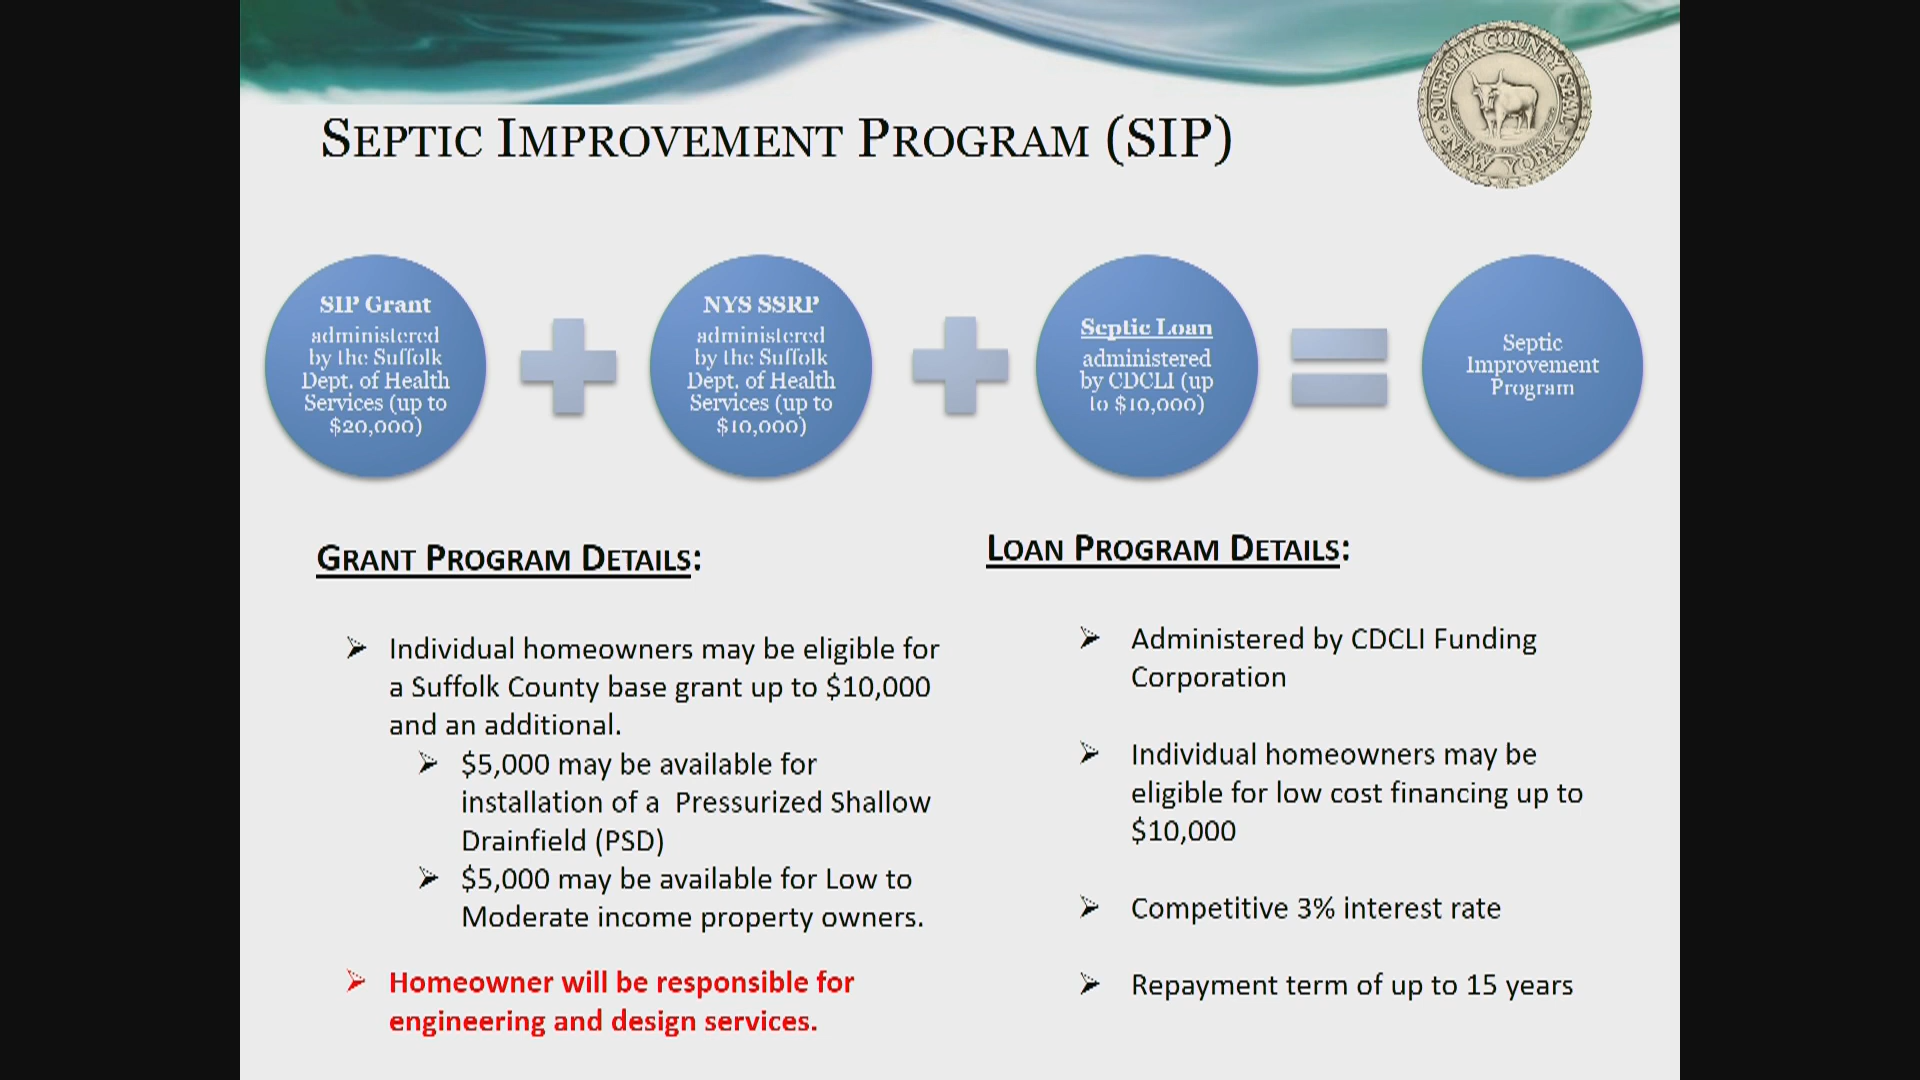 SUFFOLK COUNTY SEAL
NEW YORK
SEPTIC IMPROVEMENT PROGRAM (SIP)
SIP Grant
administered
by the Suffolk
Dept. of Health
Services (up to
$20,000)
NYS SSRP
administered
by the Suffolk
Dept. of Health
Services (up to
$10,000)
Septic Loan
administered
by CDCLI (up
to $10,000)
Septic
Improvement
Program
GRANT PROGRAM DETAILS:
Individual homeowners may be eligible for
a Suffolk County base grant up to $10,000
and an additional.
$5,000 may be available for
installation of a Pressurized Shallow
Drainfield (PSD)
$5,000 may be available for Low to
Moderate income property owners.
Homeowner will be responsible for
engineering and design services.
LOAN PROGRAM DETAILS:
Administered by CDCLI Funding
Corporation
Individual homeowners may be
eligible for low cost financing up to
$10,000
Competitive 3% interest rate
Repayment term of up to 15 years